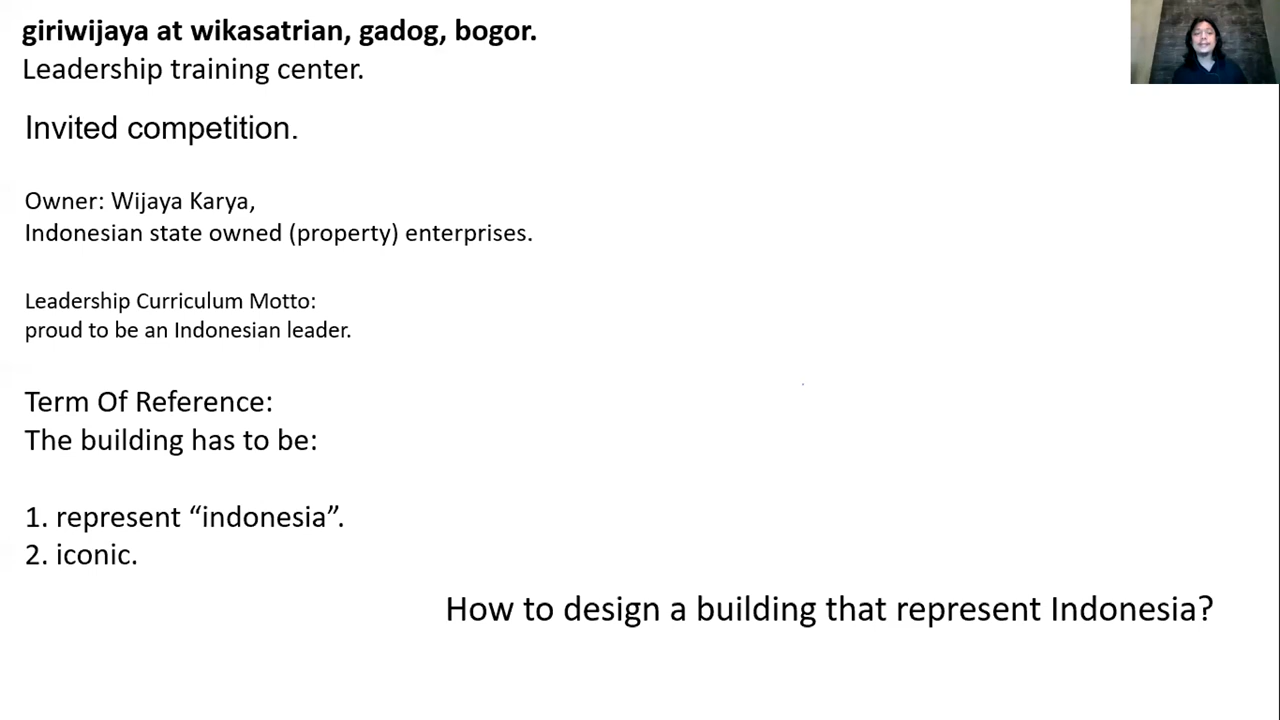 giriwijaya at wikasatrian, gadog, bogor.
Leadership training center.
Invited competition.
Owner: Wijaya Karya,
Indonesian state owned (property) enterprises.
Leadership Curriculum Motto:
proud to be an Indonesian leader.
Term Of Reference:
The building has to be:
1. represent “indonesia”.
2. iconic.
How to design a building that represent Indonesia?